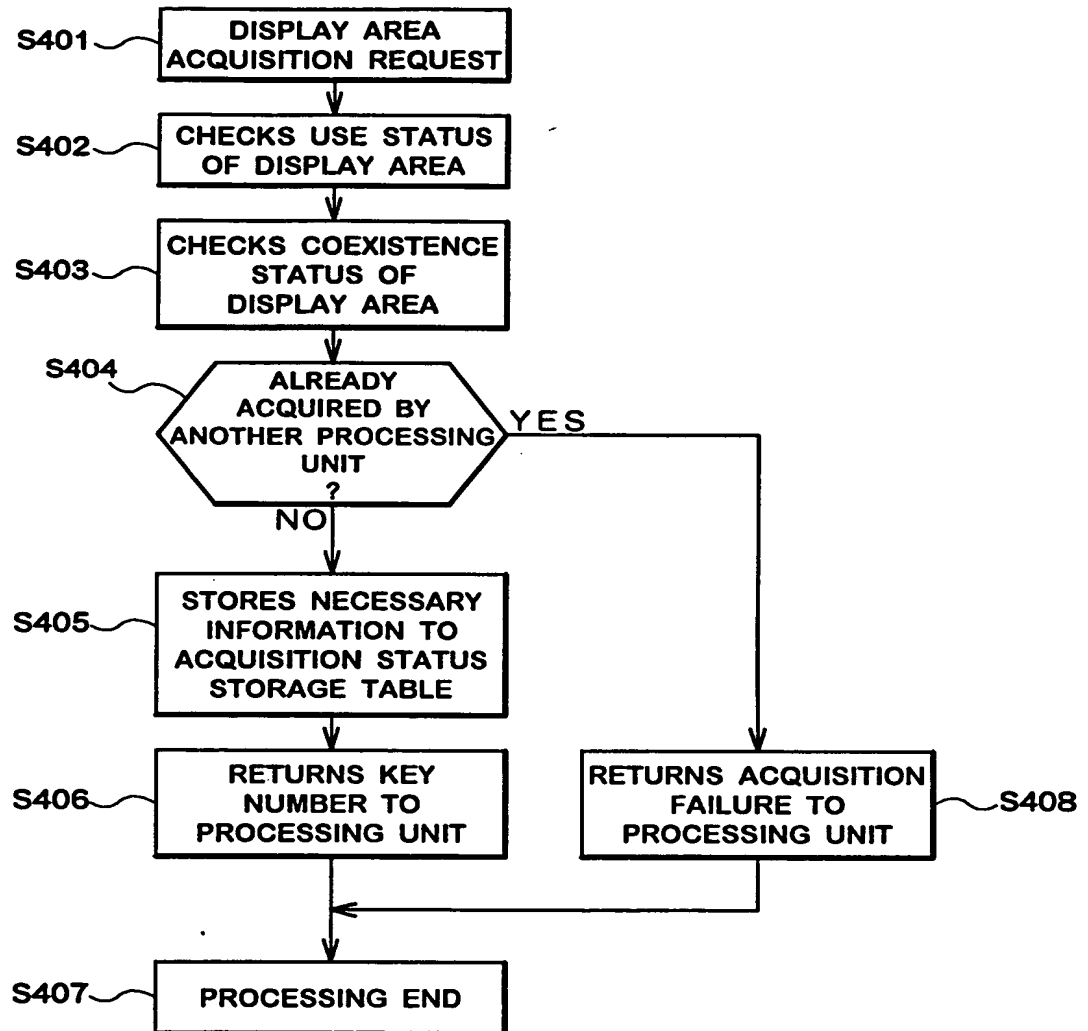 S401
DISPLAY AREA
ACQUISITION REQUEST
S402
CHECKS USE STATUS
OF DISPLAY AREA
S403
CHECKS COEXISTENCE
STATUS OF
DISPLAY AREA
S404
ALREADY
ACQUIRED BY
ANOTHER PROCESSING
UNIT
?
YES
NO
S405
STORES NECESSARY
INFORMATION TO
ACQUISITION STATUS
STORAGE TABLE
S406
RETURNS KEY
NUMBER TO
PROCESSING UNIT
RETURNS ACQUISITION
FAILURE TO
PROCESSING UNIT
S408
S407
PROCESSING END